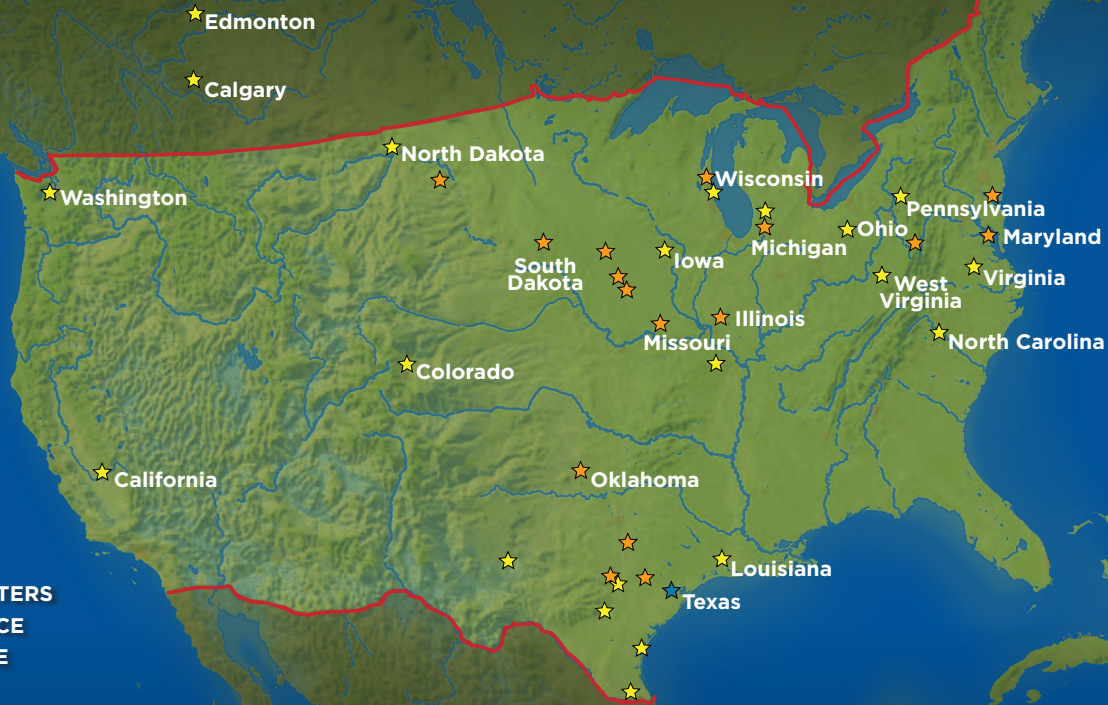 Edmonton
Calgary
North Dakota
Washington
Wisconsin
Pennsylvania
Ohio
Maryland
Michigan
Iowa
South
Dakota
Virginia
West
Virginia
Illinois
Missouri
North Carolina
Colorado
California
Oklahoma
Louisiana
Texas
TERS
CE
E